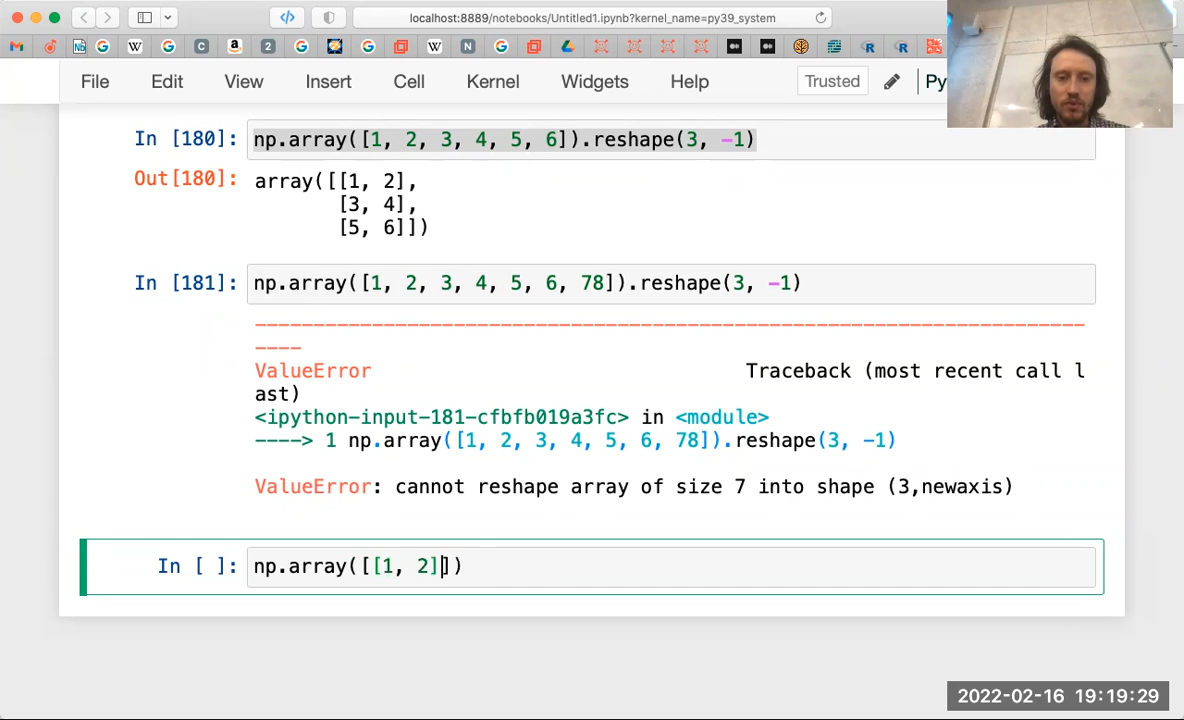 localhost:8889/notebooks/Untitled1.ipynb?kernel_name=py39_system
File Edit View Insert Cell Kernel Widgets Help Trusted Py
In [180]: np.array([1, 2, 3, 4, 5, 6]).reshape(3, -1)
Out[180]: array([[1, 2],
[3, 4],
[5, 6]])
In [181]: np.array([1, 2, 3, 4, 5, 6, 78]).reshape(3, -1)
---------------------------------------------------------------------------
ValueError Traceback (most recent call l
ast)
<ipython-input-181-cfbfb019a3fc> in <module>
----> 1 np.array([1, 2, 3, 4, 5, 6, 78]).reshape(3, -1)
ValueError: cannot reshape array of size 7 into shape (3,newaxis)
In [ ]: np.array([[1, 2]])
2022-02-16 19:19:29